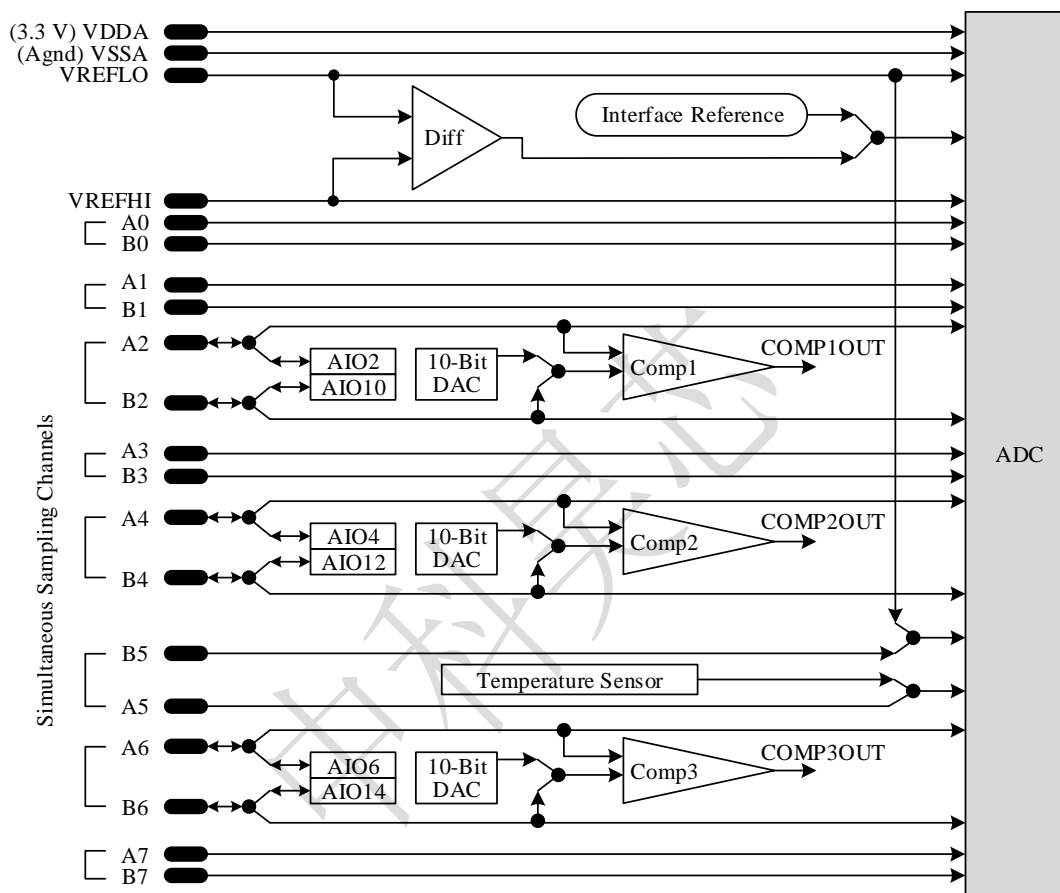 (3.3 V) VDDA
(Agnd) VSSA
VREFLO
Interface Reference
Diff
VREFHI
A0
B0
A1
B1
A2
AIO2
AIO10
10-Bit
DAC
Comp1
COMP1OUT
B2
A3
B3
ADC
A4
AIO4
AIO12
10-Bit
DAC
Comp2
COMP2OUT
B4
Simultaneous Sampling Channels
B5
Temperature Sensor
A5
A6
AIO6
AIO14
10-Bit
DAC
Comp3
COMP3OUT
B6
A7
B7
中科昊芯